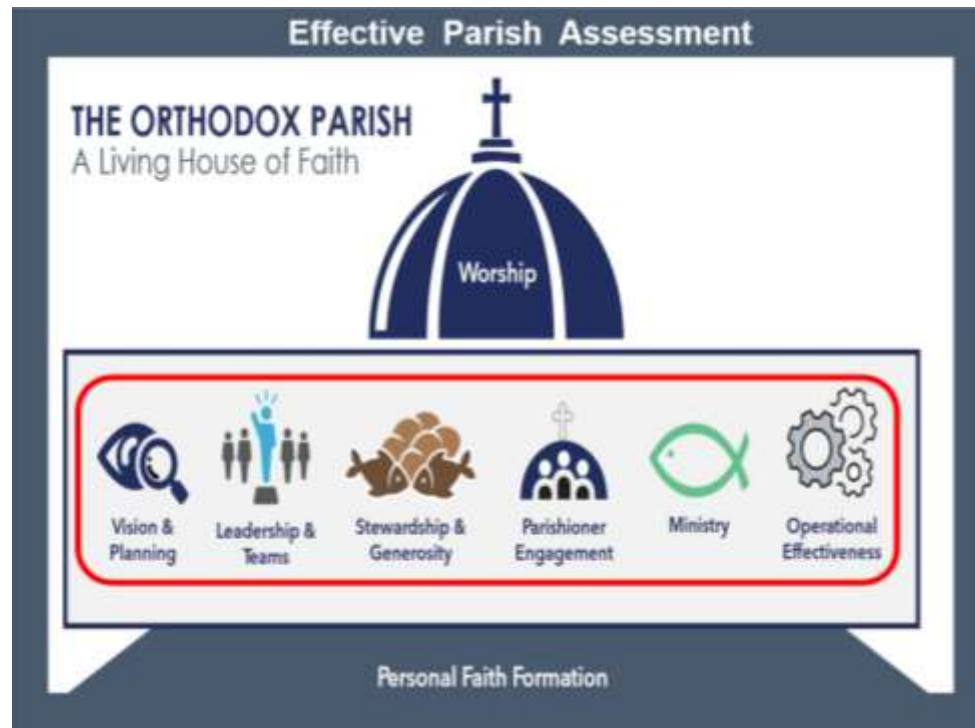 Effective Parish Assessment
THE ORTHODOX PARISH
A Living House of Faith
Worship
Vision &
Planning
Leadership &
Teams
Stewardship &
Generosity
Parishioner
Engagement
Ministry
Operational
Effectiveness
Personal Faith Formation